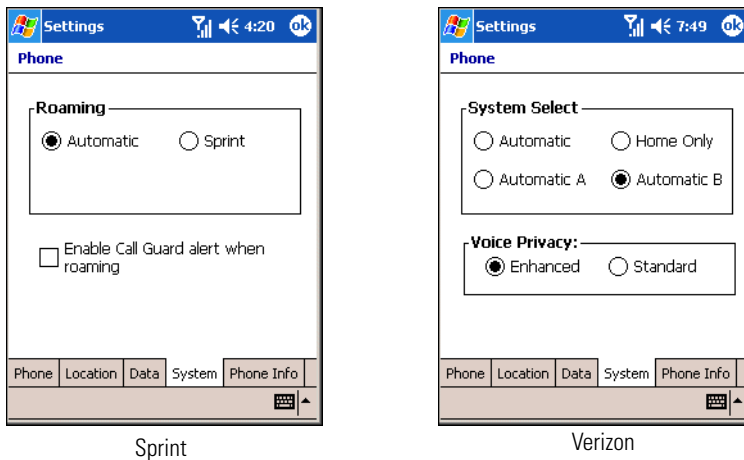 Settings 4:20 ok
Phone
Roaming
Automatic Sprint
Enable Call Guard alert when
roaming
Phone Location Data System Phone Info
Sprint
Settings 7:49 ok
Phone
System Select
Automatic Home Only
Automatic A Automatic B
Voice Privacy:
Enhanced Standard
Phone Location Data System Phone Info
Verizon